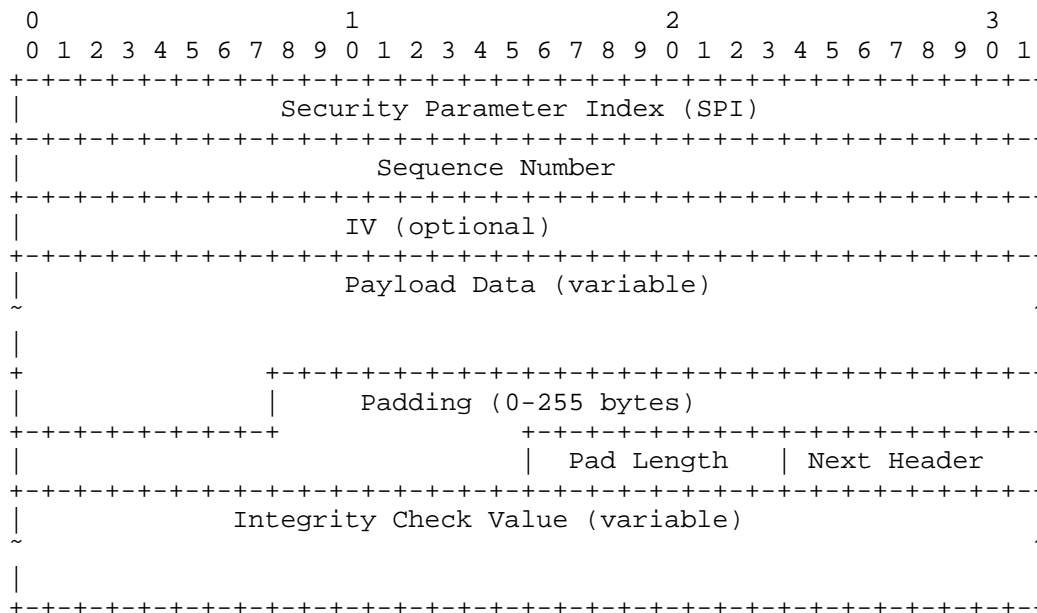 0                   1                   2                   3
 0 1 2 3 4 5 6 7 8 9 0 1 2 3 4 5 6 7 8 9 0 1 2 3 4 5 6 7 8 9 0 1
+-+-+-+-+-+-+-+-+-+-+-+-+-+-+-+-+-+-+-+-+-+-+-+-+-+-+-+-+-+-+-+-
|                Security Parameter Index (SPI)
+-+-+-+-+-+-+-+-+-+-+-+-+-+-+-+-+-+-+-+-+-+-+-+-+-+-+-+-+-+-+-+-
|                      Sequence Number
+-+-+-+-+-+-+-+-+-+-+-+-+-+-+-+-+-+-+-+-+-+-+-+-+-+-+-+-+-+-+-+-
|                    IV (optional)
+-+-+-+-+-+-+-+-+-+-+-+-+-+-+-+-+-+-+-+-+-+-+-+-+-+-+-+-+-+-+-+-
|                    Payload Data (variable)
~                                                               ~
|
+               +-+-+-+-+-+-+-+-+-+-+-+-+-+-+-+-+-+-+-+-+-+-+-+-
|               |     Padding (0-255 bytes)
+-+-+-+-+-+-+-+-+               +-+-+-+-+-+-+-+-+-+-+-+-+-+-+-+-
|                               |  Pad Length   | Next Header
+-+-+-+-+-+-+-+-+-+-+-+-+-+-+-+-+-+-+-+-+-+-+-+-+-+-+-+-+-+-+-+-
|             Integrity Check Value (variable)
~                                                               ~
|
+-+-+-+-+-+-+-+-+-+-+-+-+-+-+-+-+-+-+-+-+-+-+-+-+-+-+-+-+-+-+-+-